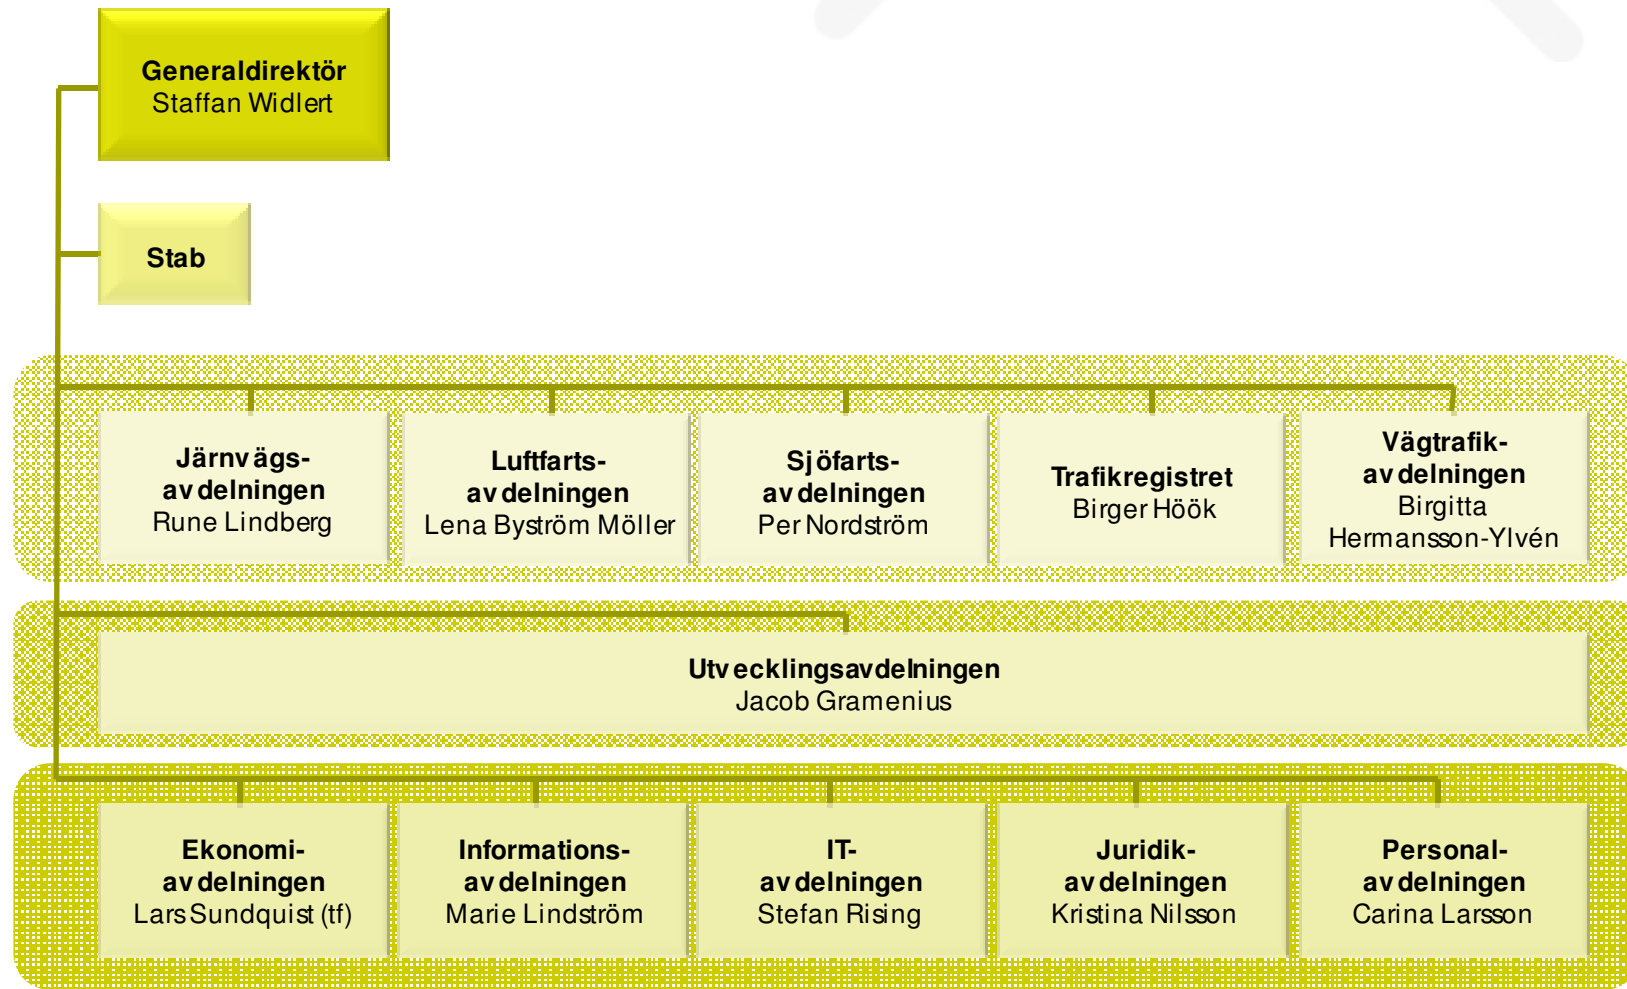 Generaldirektör
Staffan Widlert
Stab
Järnvägs-
avdelningen
Rune Lindberg
Luftfarts-
avdelningen
Lena Byström Möller
Sjöfarts-
avdelningen
Per Nordström
Trafikregistret
Birger Höök
Vägtrafik-
avdelningen
Birgitta
Hermansson-Ylvén
Utvecklingsavdelningen
Jacob Gramenius
Ekonomi-
avdelningen
Lars Sundquist (tf)
Informations-
avdelningen
Marie Lindström
IT-
avdelningen
Stefan Rising
Juridik-
avdelningen
Kristina Nilsson
Personal-
avdelningen
Carina Larsson